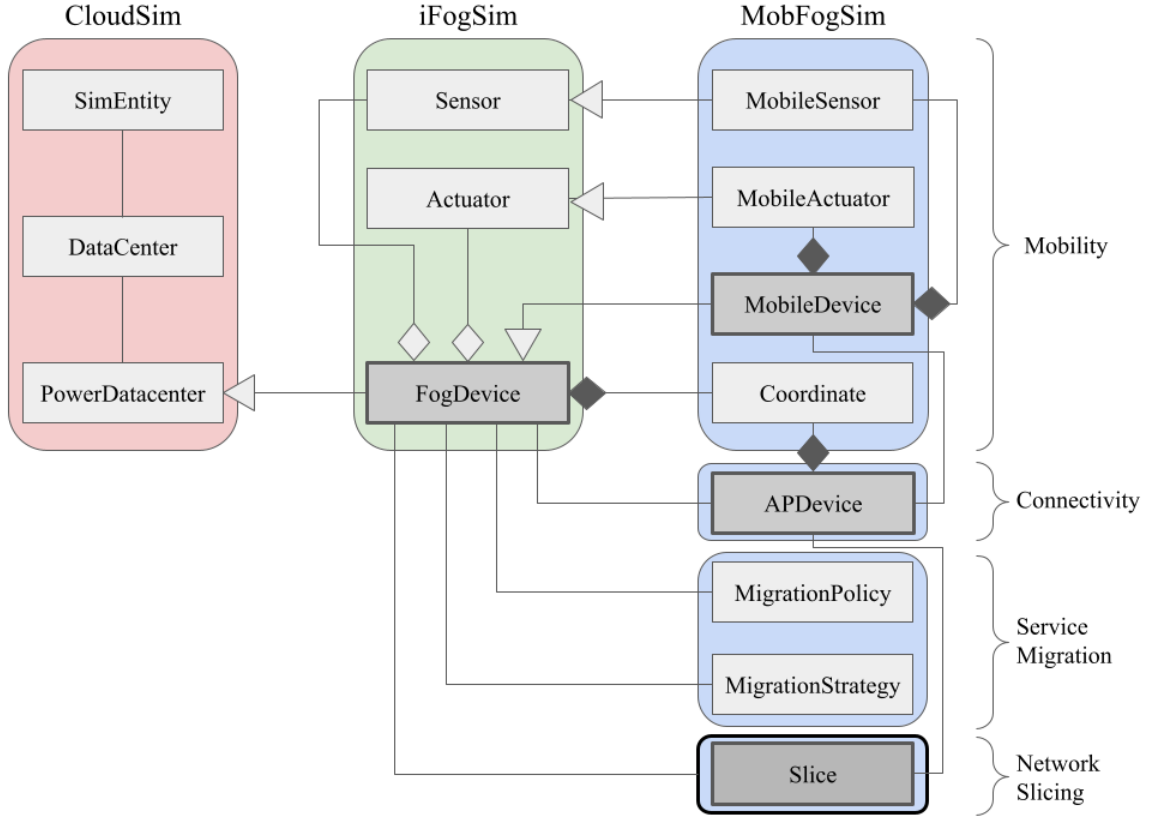 CloudSim
iFogSim
MobFogSim
SimEntity
Sensor
MobileSensor
Actuator
MobileActuator
DataCenter
Mobility
MobileDevice
PowerDatacenter
FogDevice
Coordinate
APDevice
Connectivity
MigrationPolicy
Service
Migration
MigrationStrategy
Slice
Network
Slicing